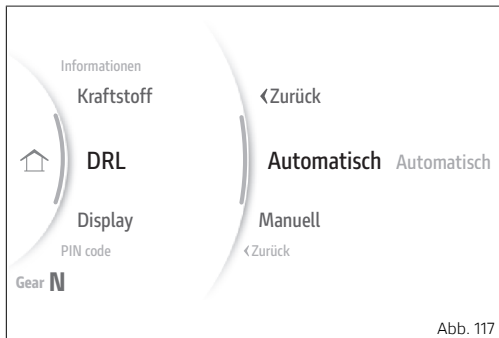 Informationen
Kraftstoff
‹Zurück
DRL
Automatisch Automatisch
Display
Manuell
PIN code
‹Zurück
Gear N
Abb. 117